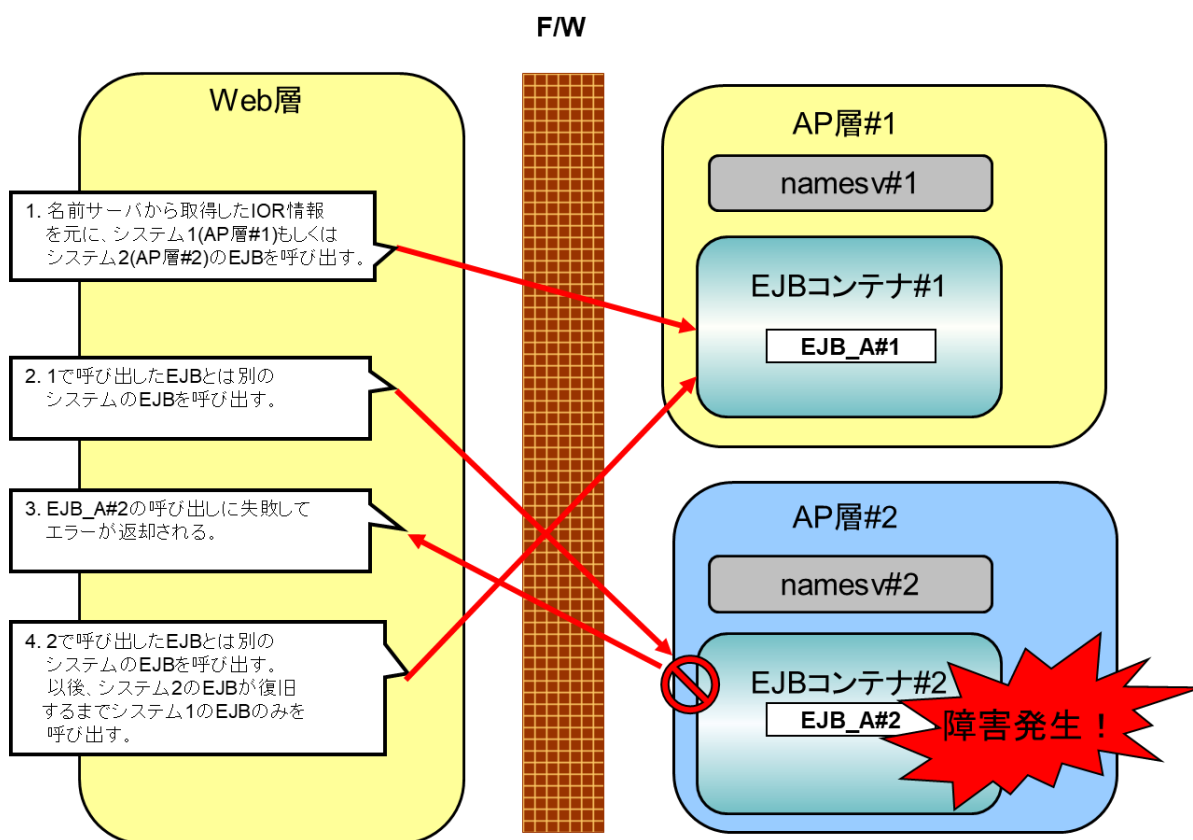 F/W
Web層
1. 名前サーバから取得したIOR情報
を元に、システム1(AP層#1)もしくは
システム2(AP層#2)のEJBを呼び出す。
2. 1で呼び出したEJBとは別の
システムのEJBを呼び出す。
3. EJB_A#2の呼び出しに失敗して
エラーが返却される。
4. 2で呼び出したEJBとは別の
システムのEJBを呼び出す。
以後、システム2のEJBが復旧
するまでシステム1のEJBのみを
呼び出す。
AP層#1
namesv#1
EJBコンテナ#1
EJB_A#1
AP層#2
namesv#2
EJBコンテナ#2
EJB_A#2
障害発生！